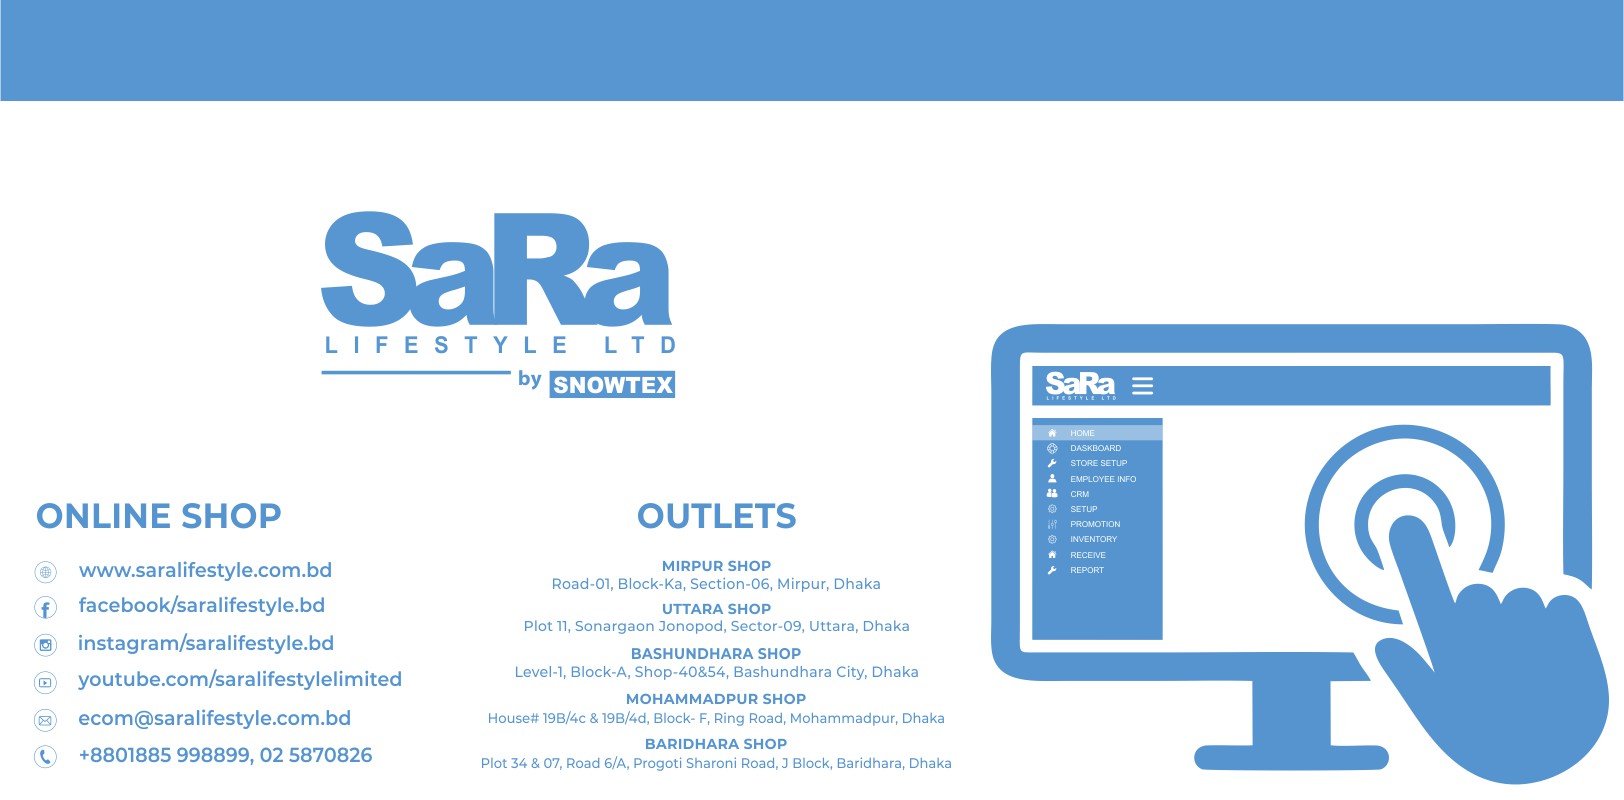 SaRa
LIFESTYLE LTD
by SNOWTEX
ONLINE SHOP
www.saralifestyle.com.bd
facebook/saralifestyle.bd
instagram/saralifestyle.bd
youtube.com/saralifestylelimited
ecom@saralifestyle.com.bd
+8801885 998899, 02 5870826
OUTLETS
MIRPUR SHOP
Road-01, Block-Ka, Section-06, Mirpur, Dhaka
UTTARA SHOP
Plot 11, Sonargaon Jonopod, Sector-09, Uttara, Dhaka
BASHUNDHARA SHOP
Level-1, Block-A, Shop-40&54, Bashundhara City, Dhaka
MOHAMMADPUR SHOP
House# 19B/4c & 19B/4d, Block- F, Ring Road, Mohammadpur, Dhaka
BARIDHARA SHOP
Plot 34 & 07, Road 6/A, Progoti Sharoni Road, J Block, Baridhara, Dhaka
SaRa
LIFESTYLE LTD
HOME
DASKBOARD
STORE SETUP
EMPLOYEE INFO
CRM
SETUP
PROMOTION
INVENTORY
RECEIVE
REPORT